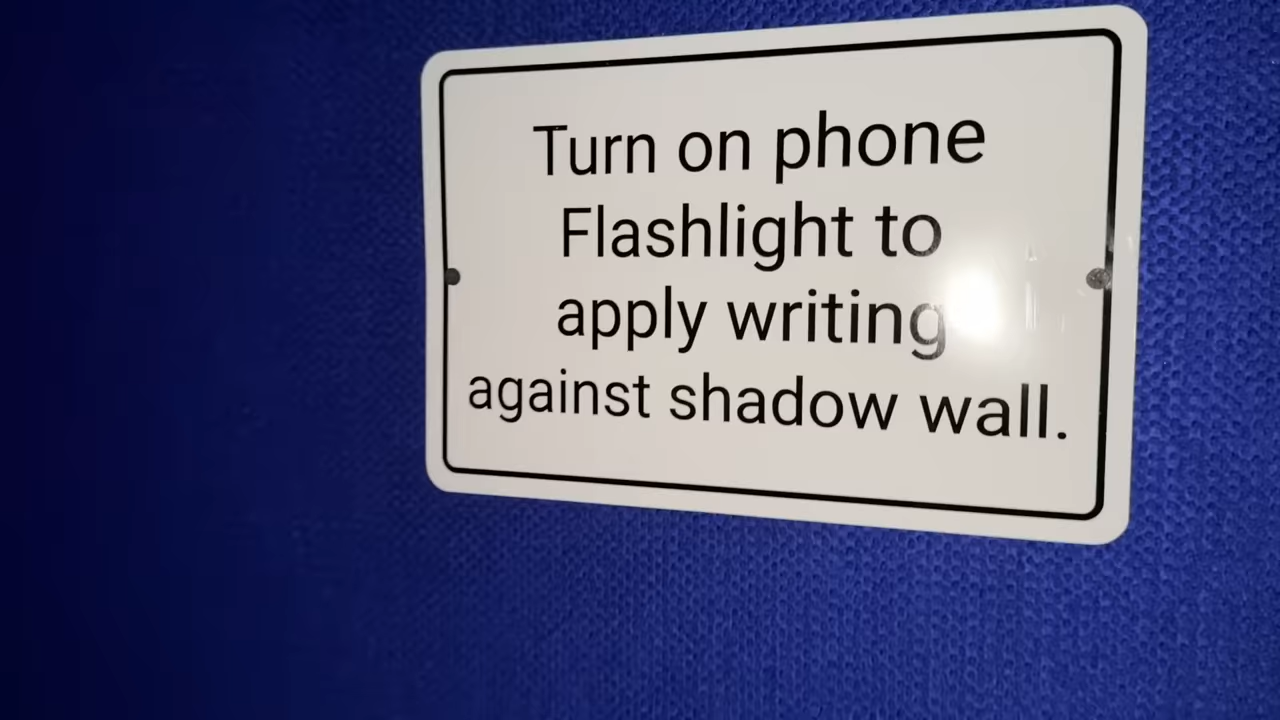 Turn on phone
Flashlight to
apply writing
against shadow wall.